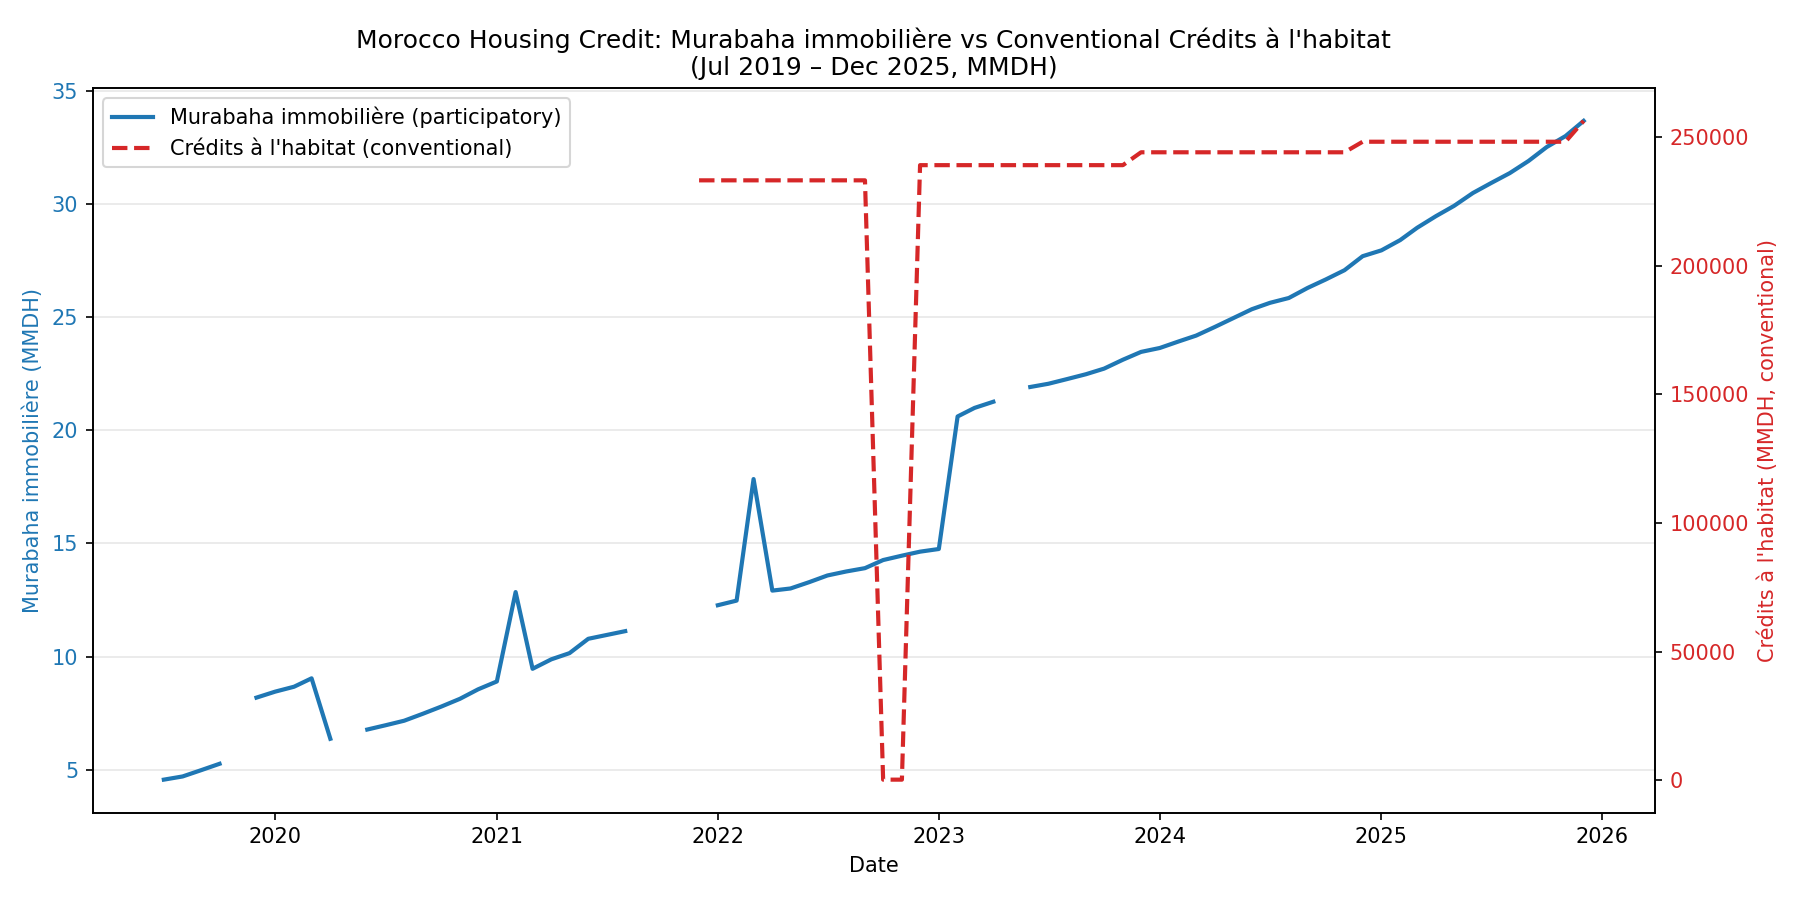 Morocco Housing Credit: Murabaha immobilière vs Conventional Crédits à l'habitat
(Jul 2019 – Dec 2025, MMDH)
Murabaha immobilière (participatory)
Crédits à l'habitat (conventional)
Murabaha immobilière (MMDH)
35
30
25
20
15
10
5
250000
200000
150000
100000
50000
0
Crédits à l'habitat (MMDH, conventional)
2020
2021
2022
2023
2024
2025
2026
Date